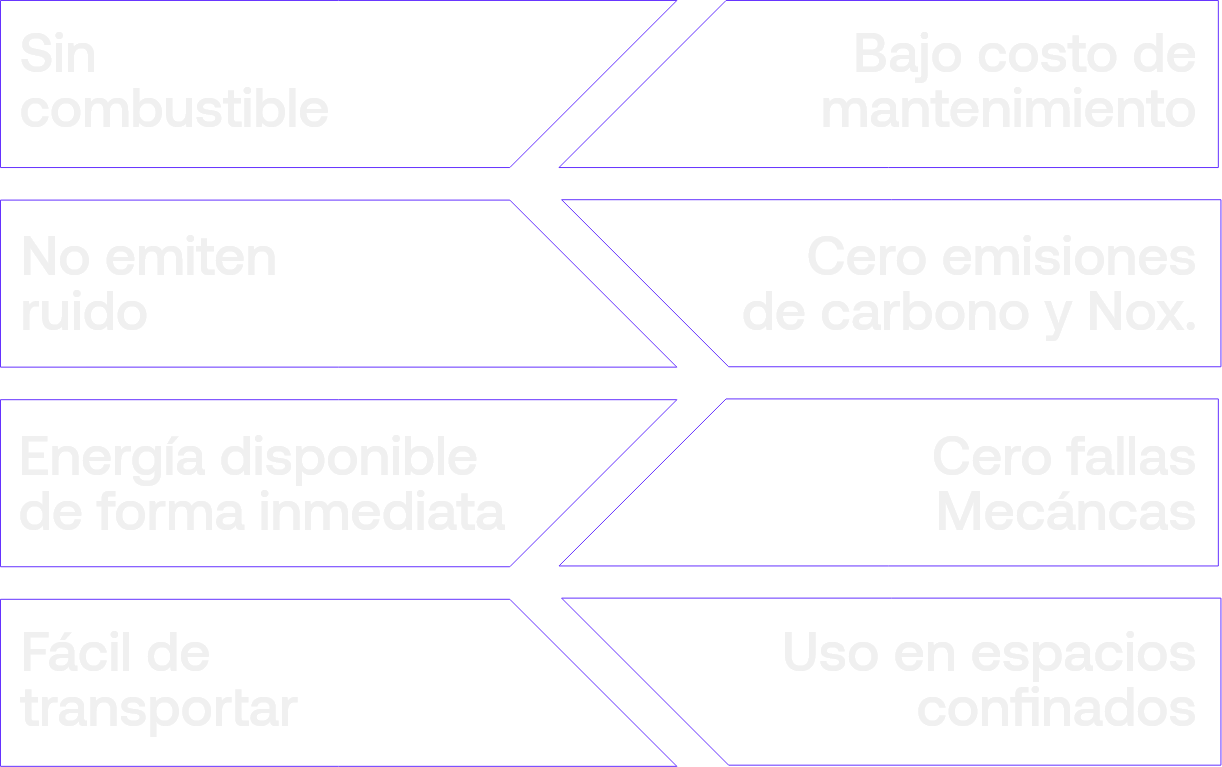 Sin
combustible
Bajo costo de
mantenimiento
No emiten
ruido
Cero emisiones
de carbono y Nox.
Energía disponible
de forma inmediata
Cero fallas
Mecáncas
Fácil de
transportar
Uso en espacios
confinados